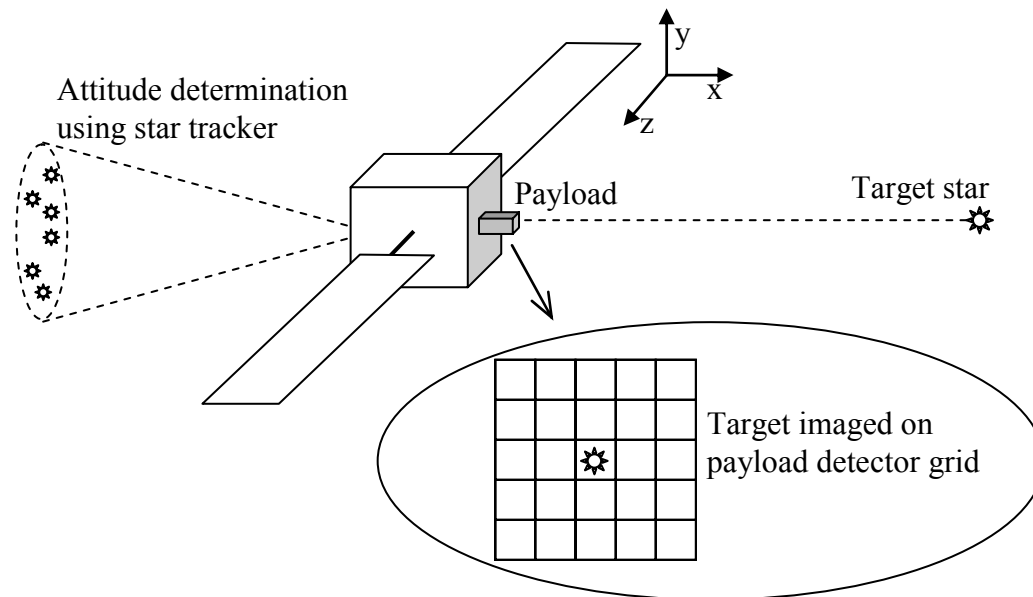 y
x
z
Attitude determination
using star tracker
Payload
Target star
Target imaged on
payload detector grid